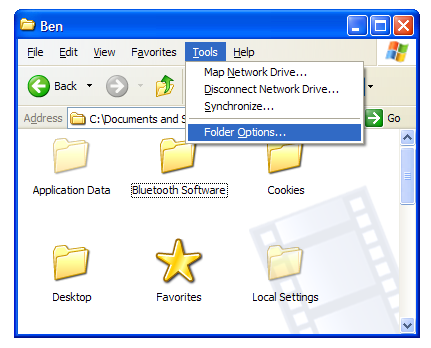 Ben
File Edit View Favorites Tools Help
Map Network Drive...
Back
Disconnect Network Drive...
Synchronize...
Address C:\Documents and S Go
Folder Options...
Application Data Bluetooth Software Cookies
Desktop Favorites Local Settings